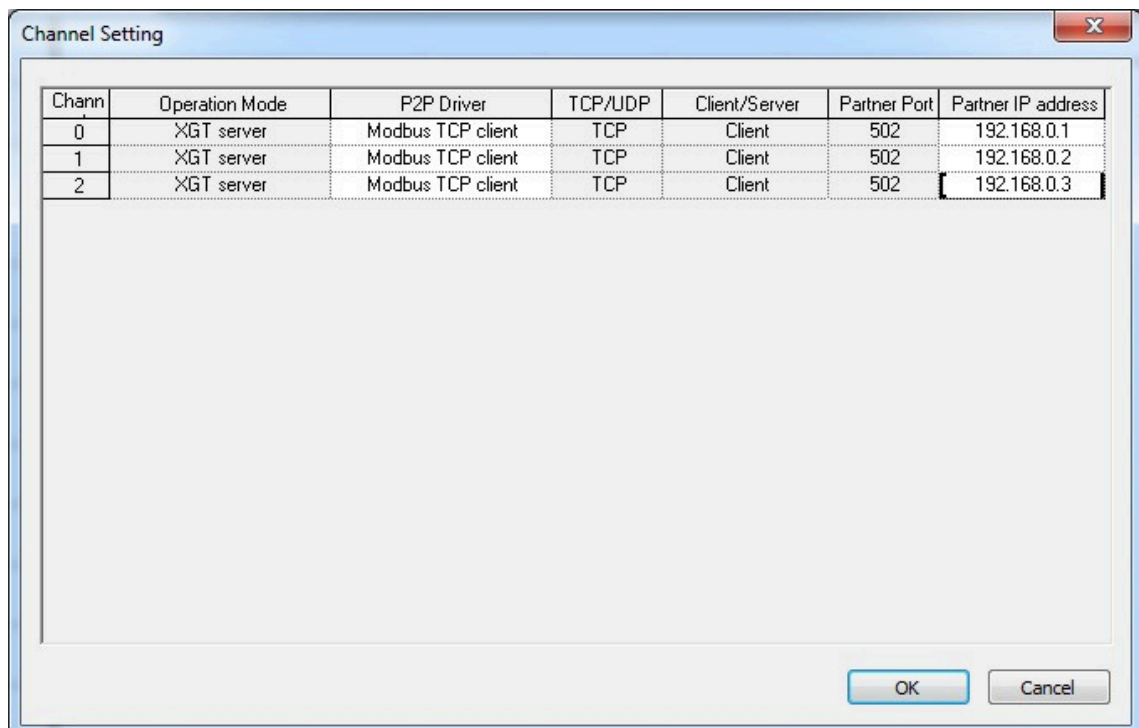 Channel Setting
Chann Operation Mode P2P Driver TCP/UDP Client/Server Partner Port Partner IP address
0 XGT server Modbus TCP client TCP Client 502 192.168.0.1
1 XGT server Modbus TCP client TCP Client 502 192.168.0.2
2 XGT server Modbus TCP client TCP Client 502 192.168.0.3
OK Cancel